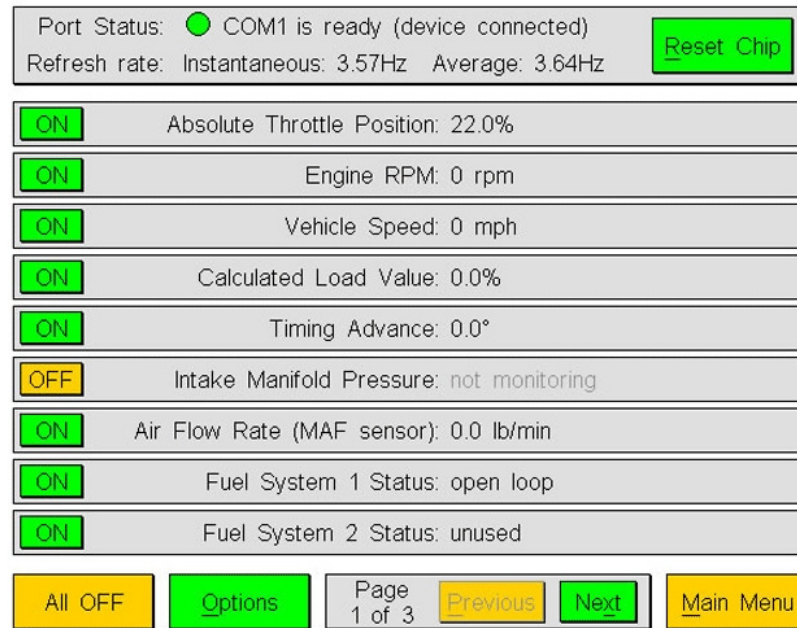 Port Status: COM1 is ready (device connected)
Refresh rate: Instantaneous: 3.57Hz Average: 3.64Hz
Reset Chip
ON Absolute Throttle Position: 22.0%
ON Engine RPM: 0 rpm
ON Vehicle Speed: 0 mph
ON Calculated Load Value: 0.0%
ON Timing Advance: 0.0°
OFF Intake Manifold Pressure: not monitoring
ON Air Flow Rate (MAF sensor): 0.0 lb/min
ON Fuel System 1 Status: open loop
ON Fuel System 2 Status: unused
All OFF
Options
Page
1 of 3
Previous
Next
Main Menu